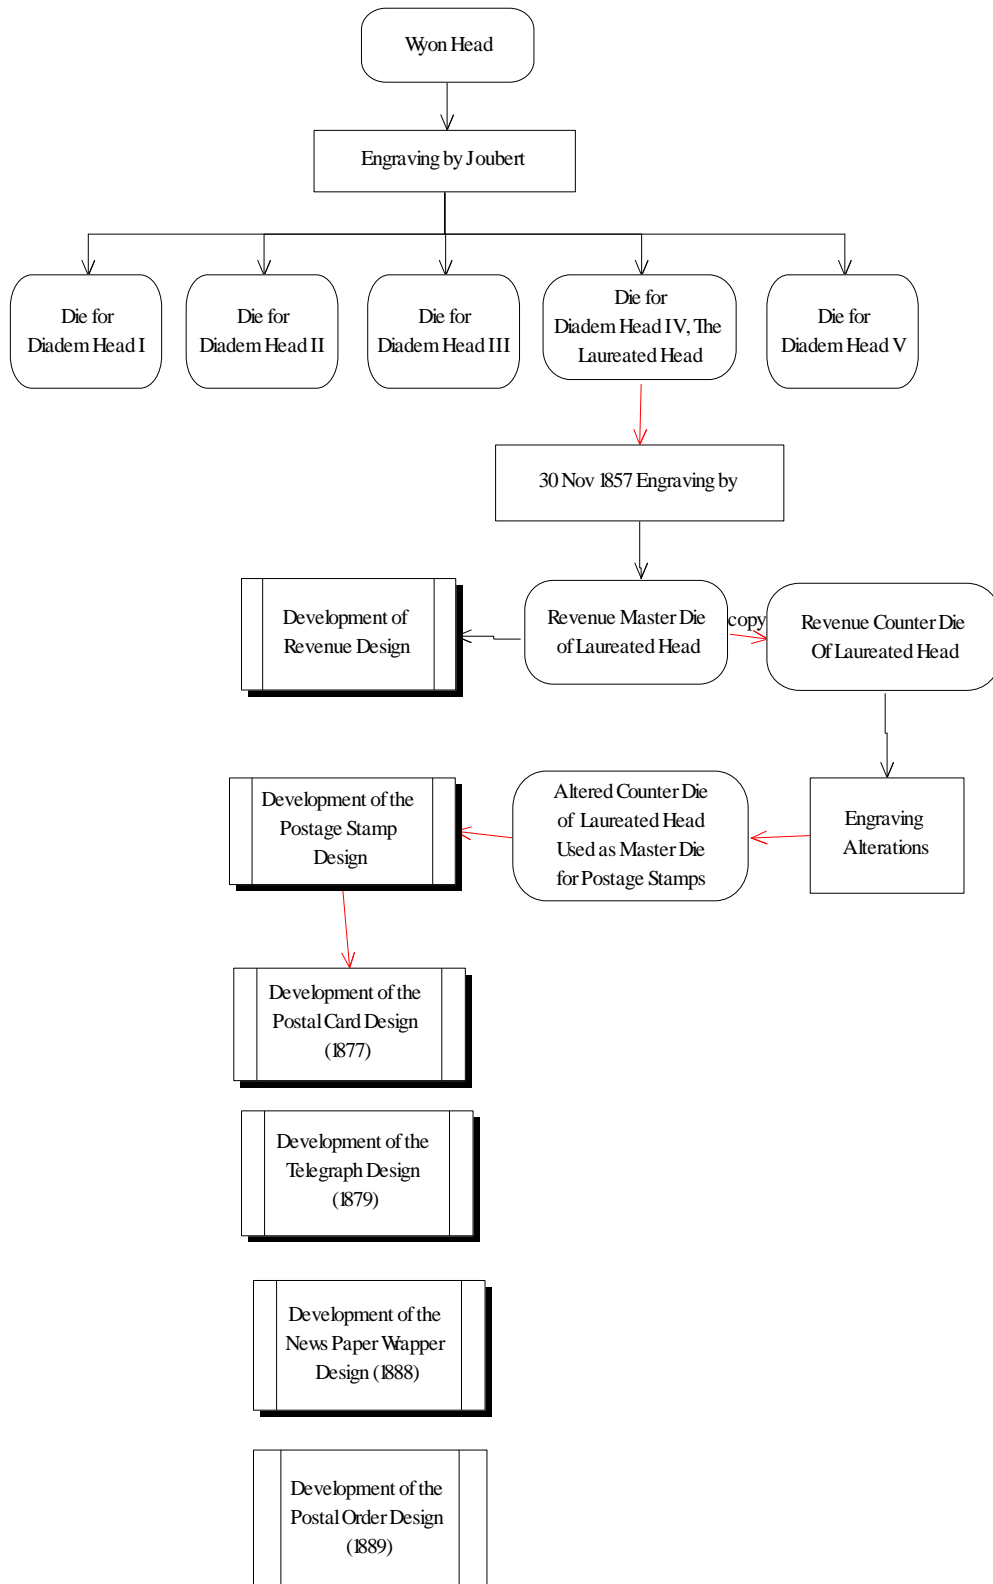 Wyon Head
Engraving by Joubert
Die for
Diadem Head I
Die for
Diadem Head II
Die for
Diadem Head III
Die for
Diadem Head IV, The
Laureated Head
Die for
Diadem Head V
30 Nov 1857 Engraving by
Development of
Revenue Design
Revenue Master Die
of Laureated Head
copy
Revenue Counter Die
Of Laureated Head
Development of the
Postage Stamp
Design
Altered Counter Die
of Laureated Head
Used as Master Die
for Postage Stamps
Engraving
Alterations
Development of the
Postal Card Design
(1877)
Development of the
Telegraph Design
(1879)
Development of the
News Paper Wrapper
Design (1888)
Development of the
Postal Order Design
(1889)